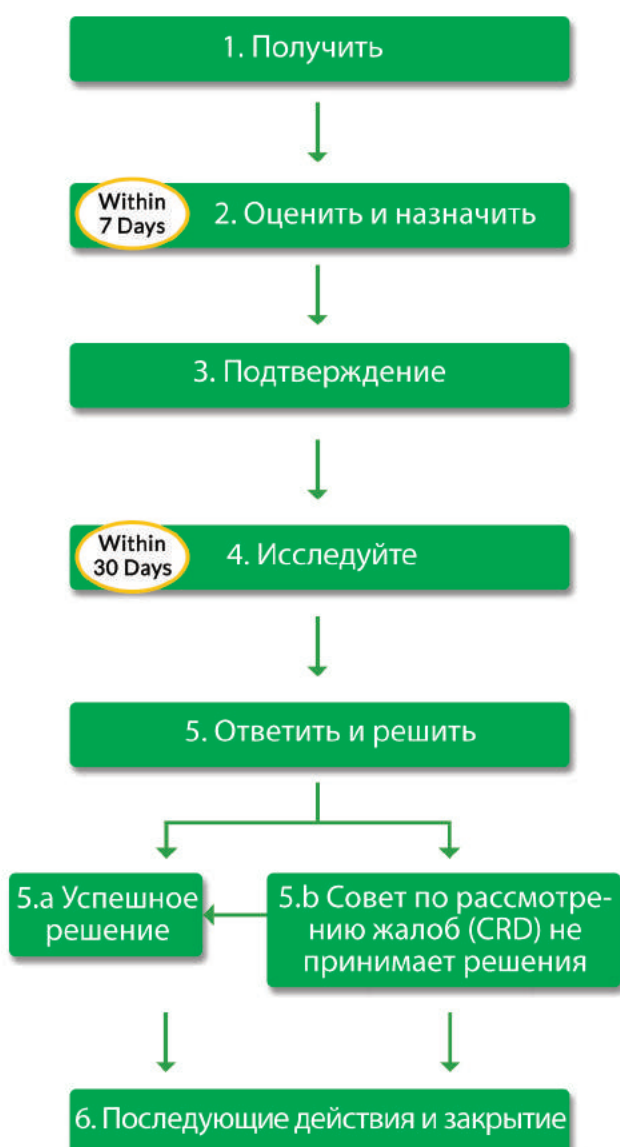 1. Получить
Within
7 Days
2. Оценить и назначить
3. Подтверждение
Within
30 Days
4. Исследуйте
5. Ответить и решить
5.a Успешное
решение
5.b Совет по рассмотре-
нию жалоб (CRD) не
принимает решения
6. Последующие действия и закрытие